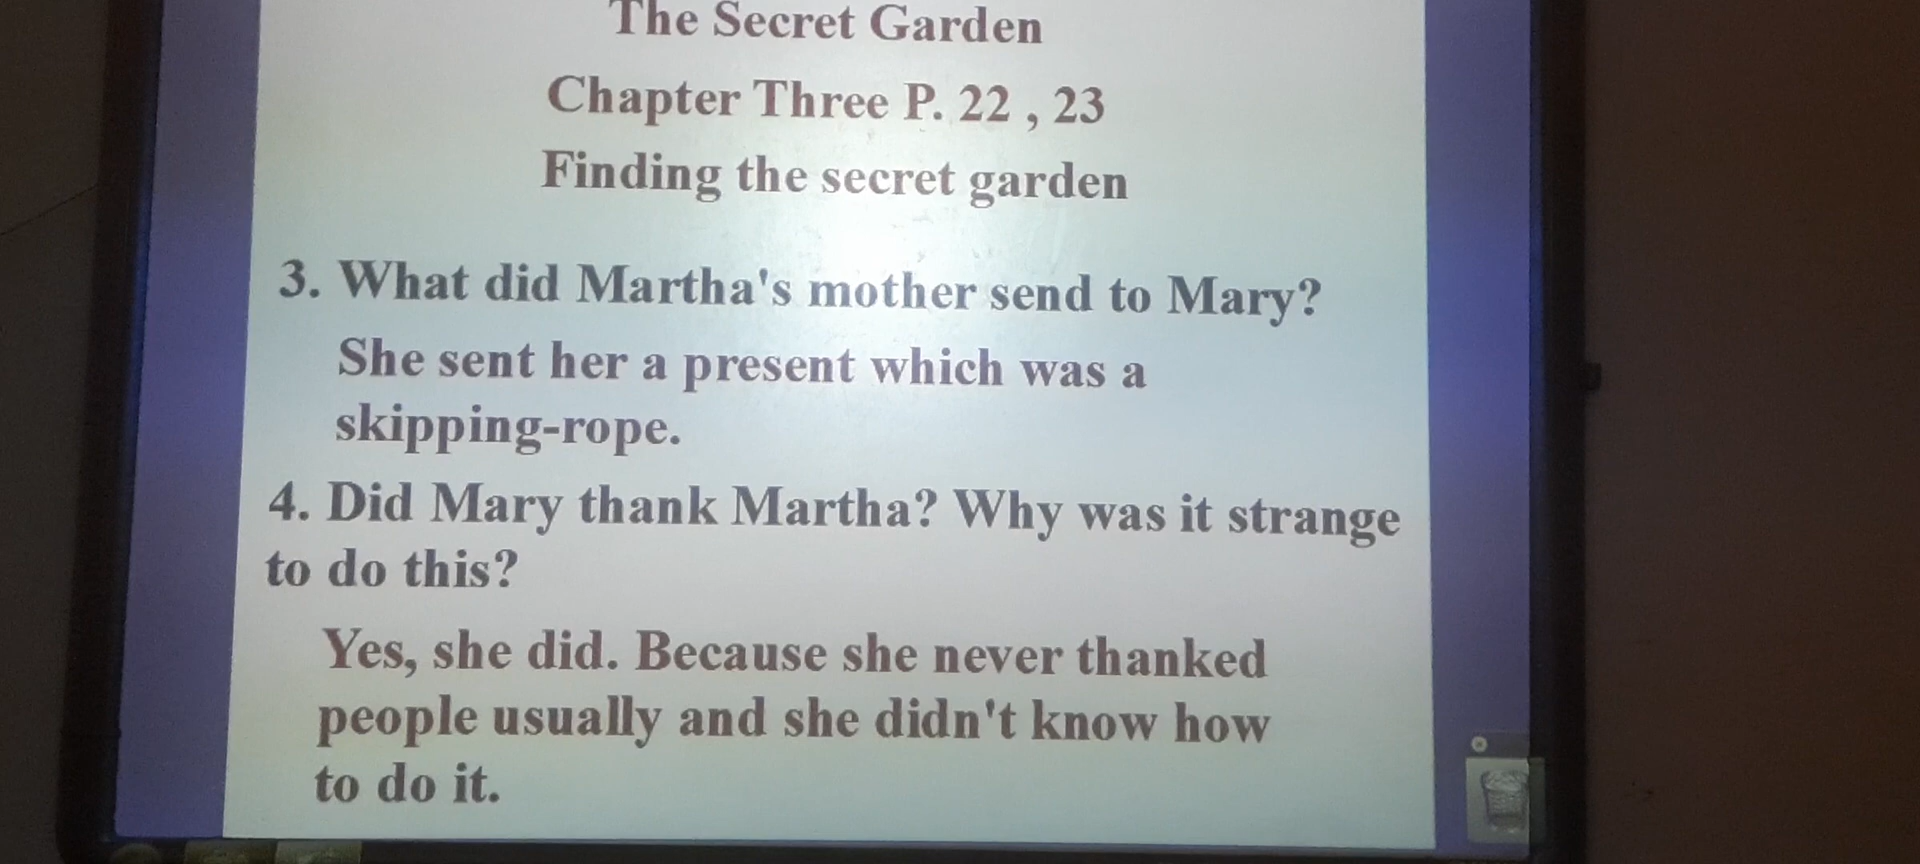 The Secret Garden
Chapter Three P. 22 , 23
Finding the secret garden
3. What did Martha's mother send to Mary?
She sent her a present which was a
skipping-rope.
4. Did Mary thank Martha? Why was it strange
to do this?
Yes, she did. Because she never thanked
people usually and she didn't know how
to do it.